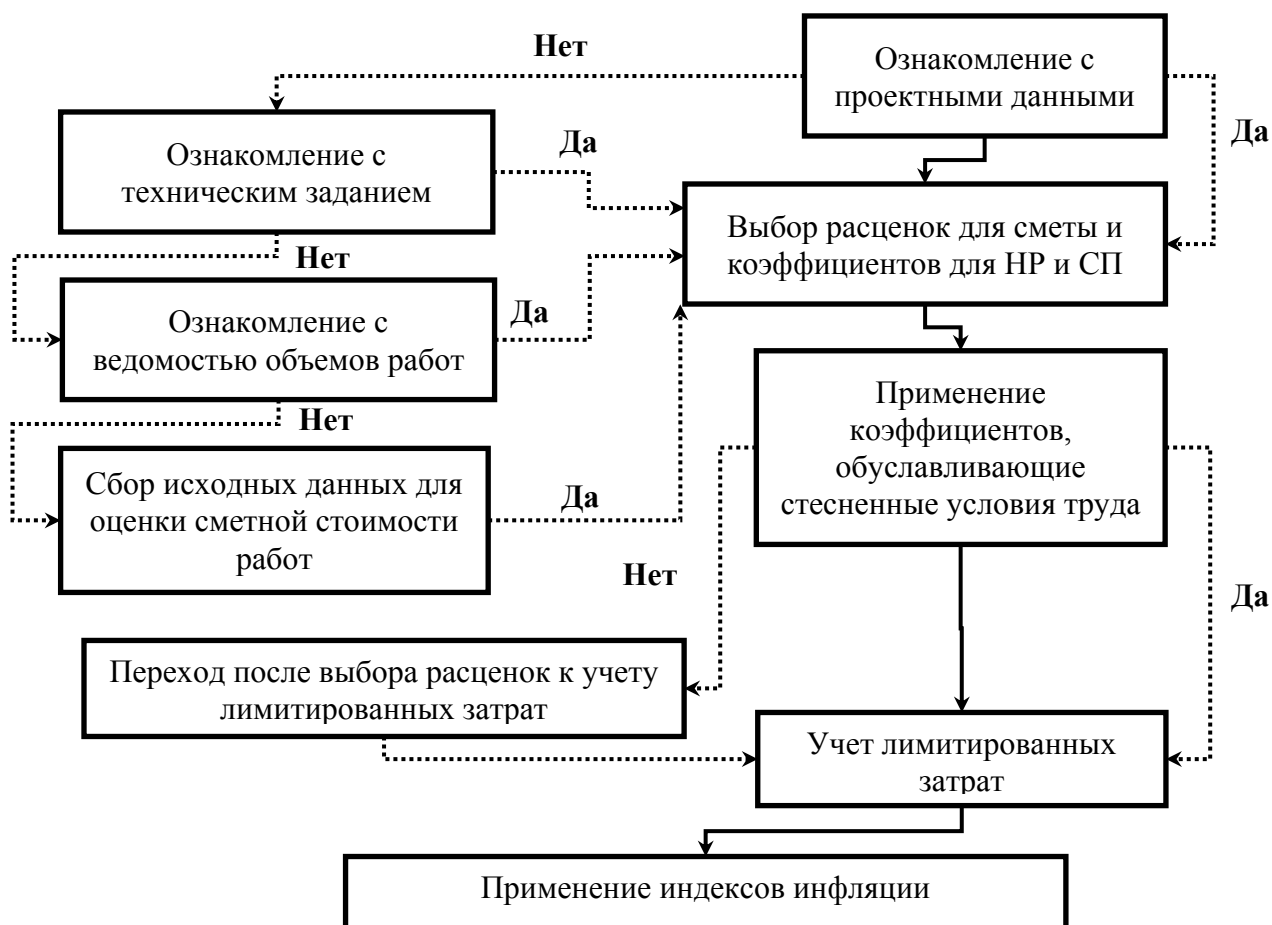 Нет
Ознакомление с
проектными данными
Да
Ознакомление с
техническим заданием
Да
Выбор расценок для сметы и
коэффициентов для НР и СП
Нет
Ознакомление с
ведомостью объемов работ
Да
Нет
Применение
коэффициентов,
обуславливающие
стесненные условия труда
Сбор исходных данных для
оценки сметной стоимости
работ
Да
Нет
Да
Переход после выбора расценок к учету
лимитированных затрат
Учет лимитированных
затрат
Применение индексов инфляции